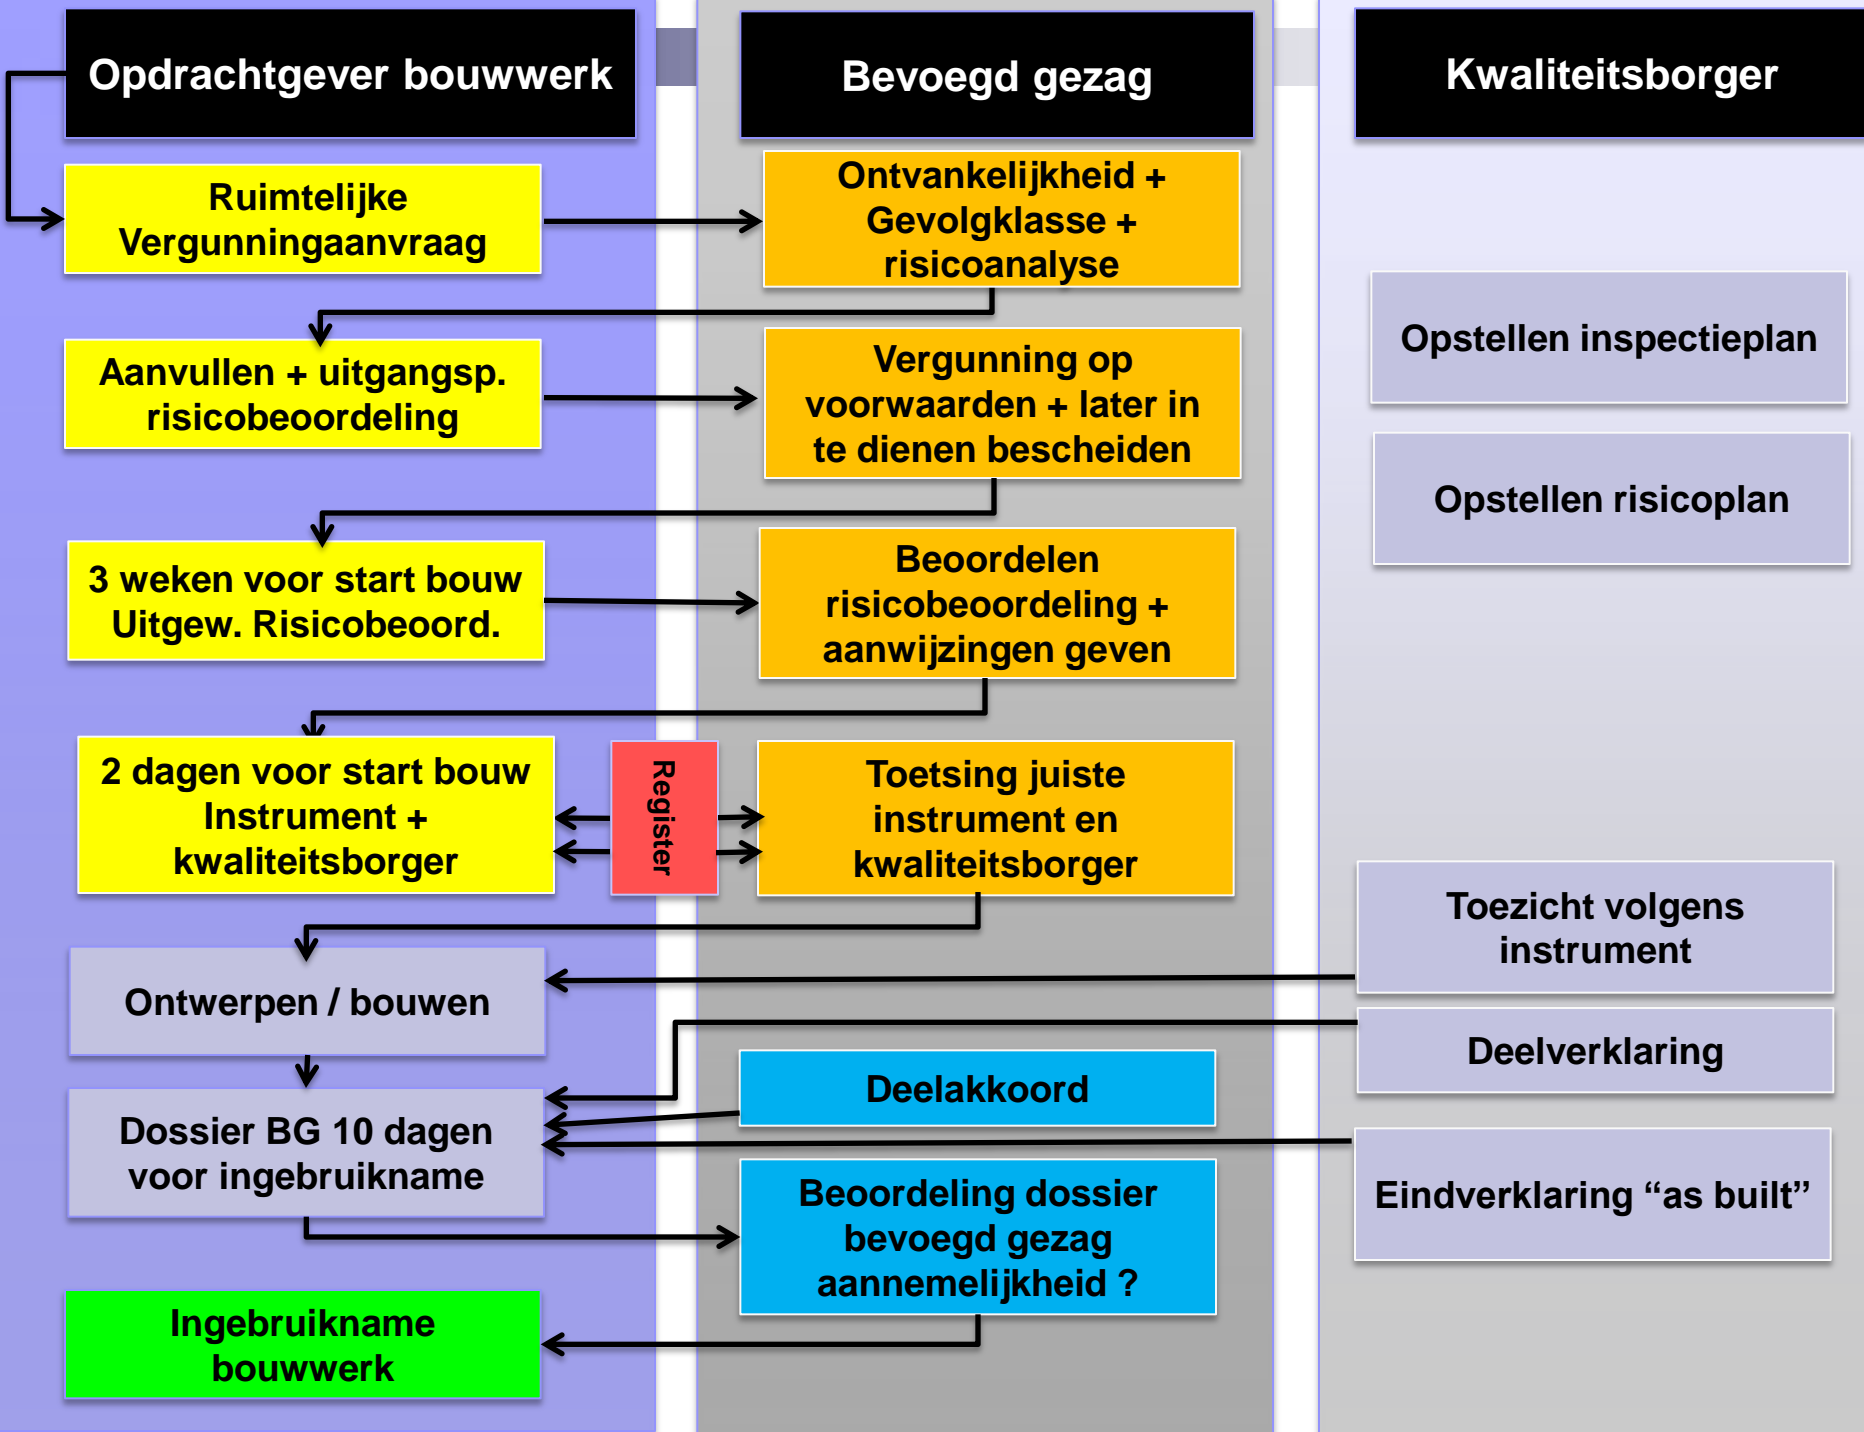 Opdrachtgever bouwwerk
Bevoegd gezag
Kwaliteitsborger
Ruimtelijke
Vergunningaanvraag
Ontvankelijkheid +
Gevolgklasse +
risicoanalyse
Opstellen inspectieplan
Aanvullen + uitgangsp.
risicobeoordeling
Vergunning op
voorwaarden + later in
te dienen bescheiden
Opstellen risicoplan
3 weken voor start bouw
Uitgew. Risicobeoord.
Beoordelen
risicobeoordeling +
aanwijzingen geven
2 dagen voor start bouw
Instrument +
kwaliteitsborger
Register
Toetsing juiste
instrument en
kwaliteitsborger
Toezicht volgens
instrument
Ontwerpen / bouwen
Deelverklaring
Deelakkoord
Dossier BG 10 dagen
voor ingebruikname
Eindverklaring “as built”
Beoordeling dossier
bevoegd gezag
aannemelijkheid ?
Ingebruikname
bouwwerk